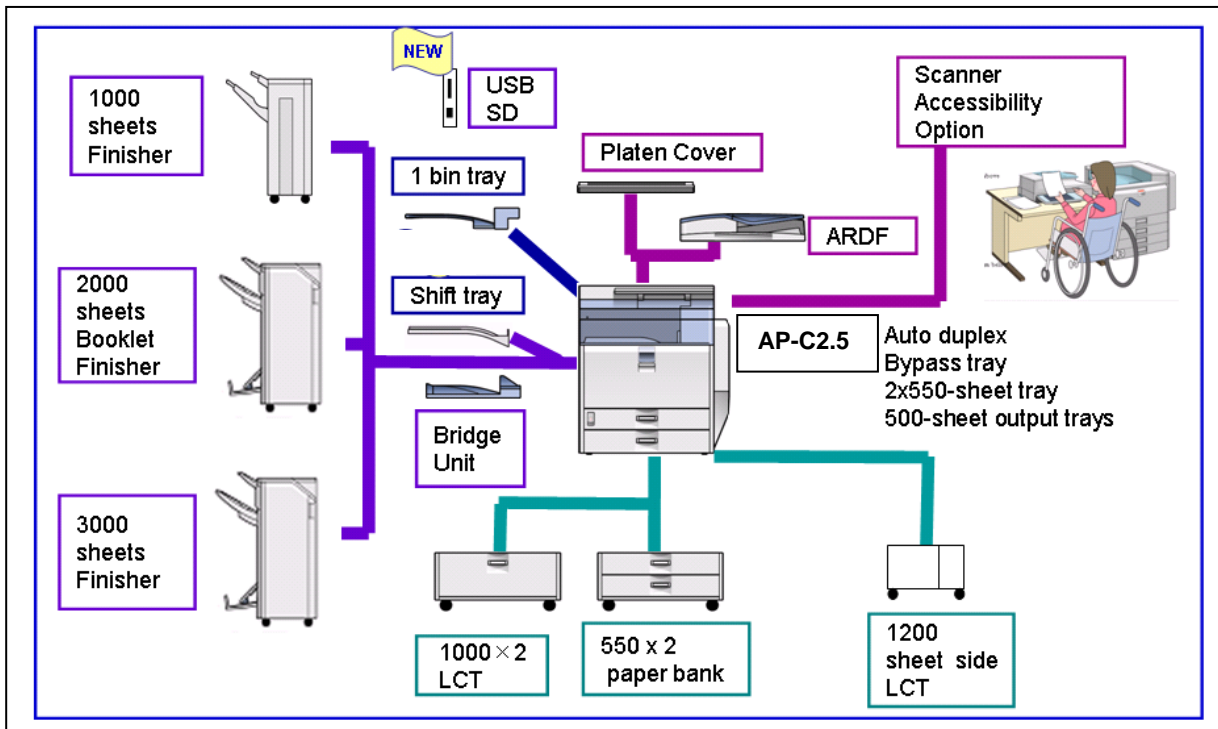 NEW
USB
SD
1000
sheets
Finisher
Scanner
Accessibility
Option
Platen Cover
1 bin tray
ARDF
2000
sheets
Booklet
Finisher
Shift tray
AP-C2.5
Auto duplex
Bypass tray
2x550-sheet tray
500-sheet output trays
Bridge
Unit
3000
sheets
Finisher
1000×2
LCT
550 x 2
paper bank
1200
sheet side
LCT